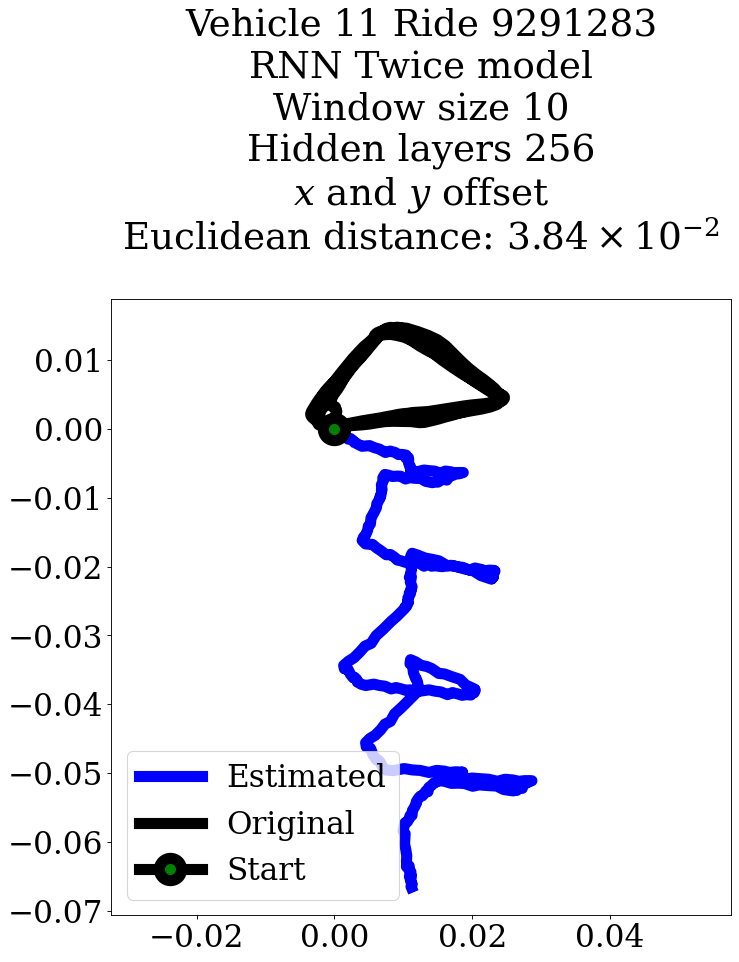 Vehicle 11 Ride 9291283
RNN Twice model
Window size 10
Hidden layers 256
x and y offset
Euclidean distance: 3.84 × 10⁻²
0.01
0.00
−0.01
−0.02
−0.03
−0.04
−0.05
−0.06
−0.07
Estimated
Original
Start
−0.02 0.00 0.02 0.04